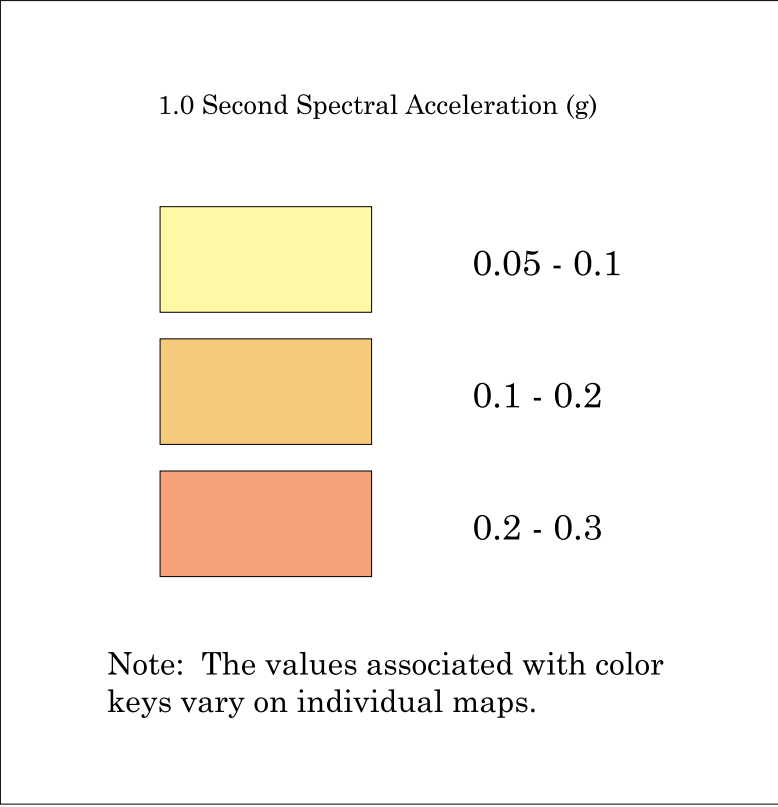 1.0 Second Spectral Acceleration (g)
0.05 - 0.1
0.1 - 0.2
0.2 - 0.3
Note:  The values associated with color
keys vary on individual maps.